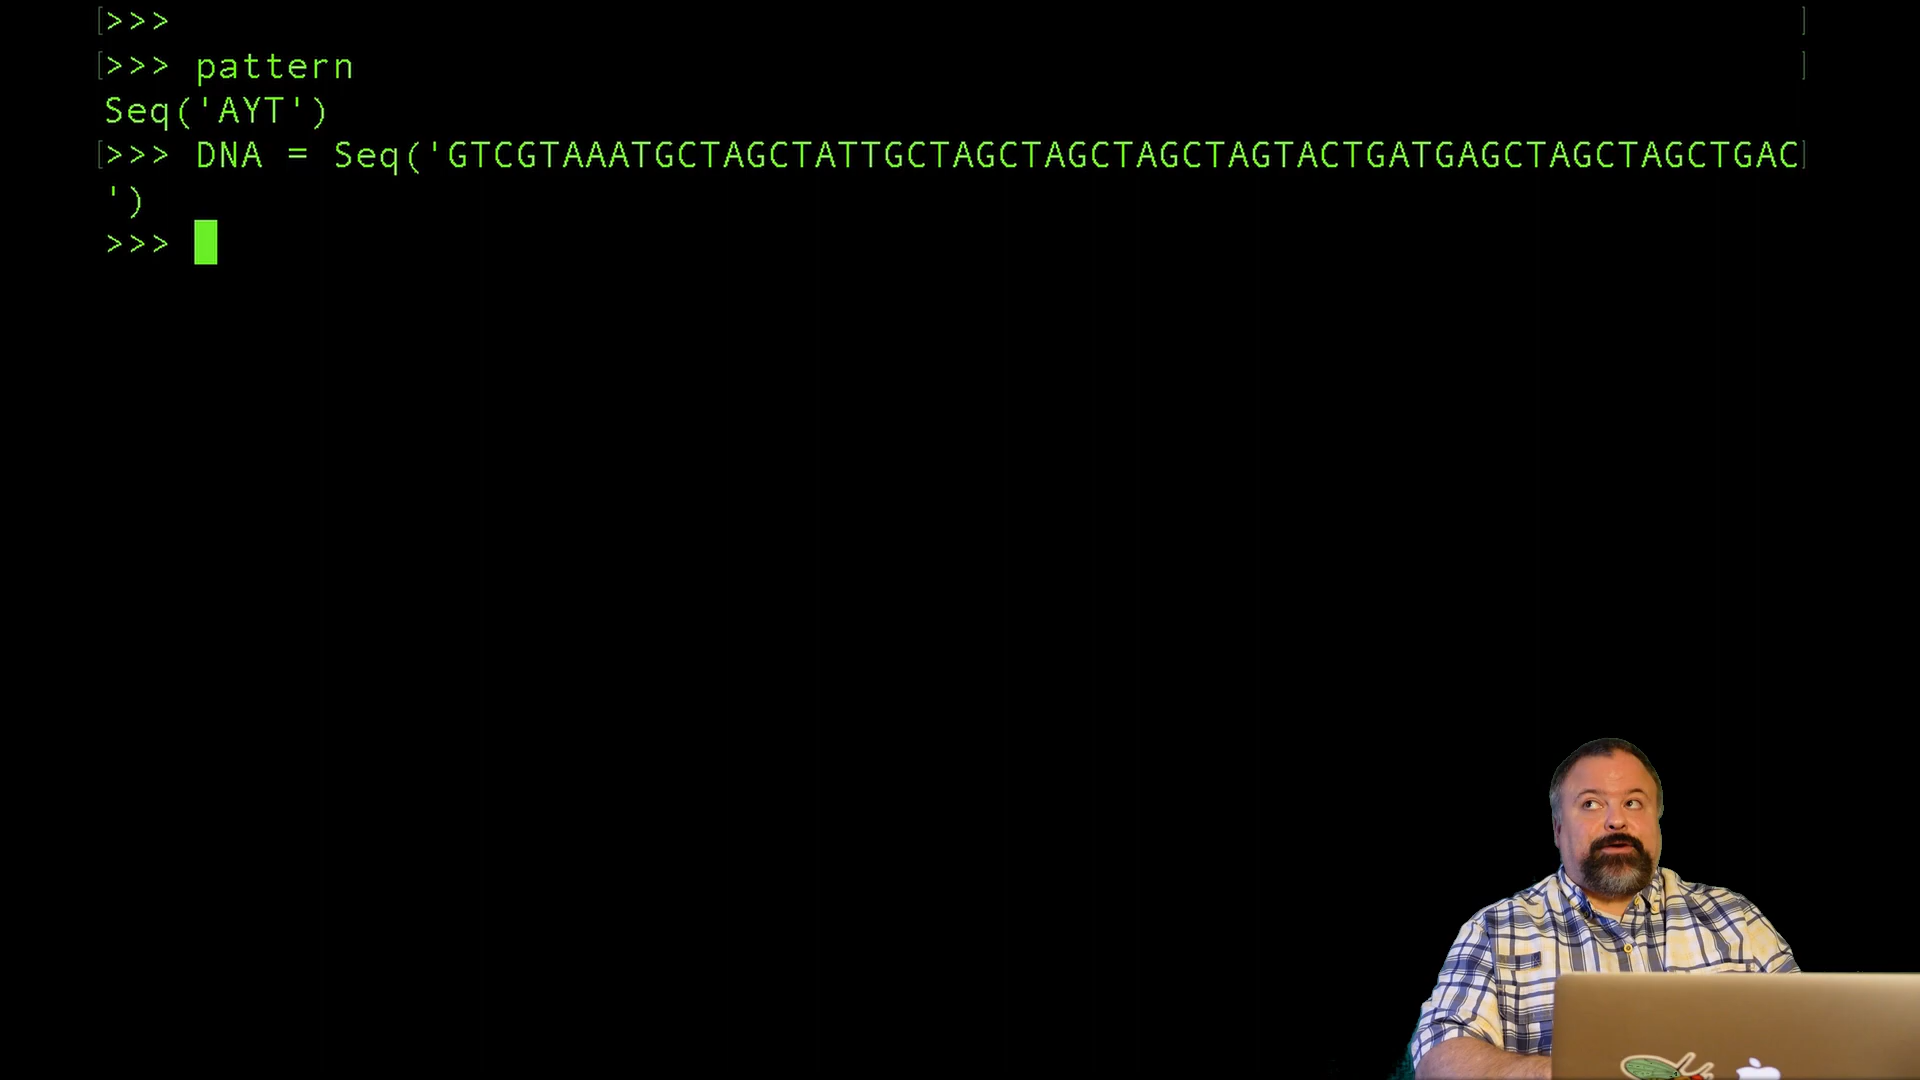 [>>> ]
[>>> pattern ]
Seq('AYT')
[>>> DNA = Seq('GTCGTAAATGCTAGCTATTGCTAGCTAGCTAGCTAGTACTGATGAGCTAGCTAGCTGAC]
')
>>>